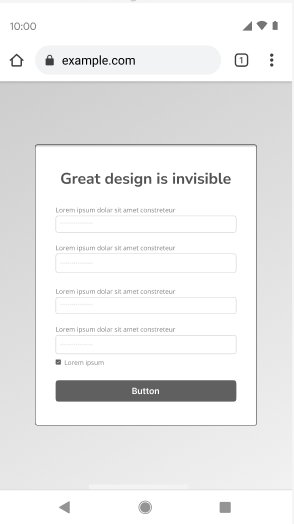 10:00
example.com
1
Great design is invisible
Lorem ipsum dolar sit amet constreteur
Lorem ipsum dolar sit amet constreteur
Lorem ipsum dolar sit amet constreteur
Lorem ipsum dolar sit amet constreteur
Lorem ipsum
Button